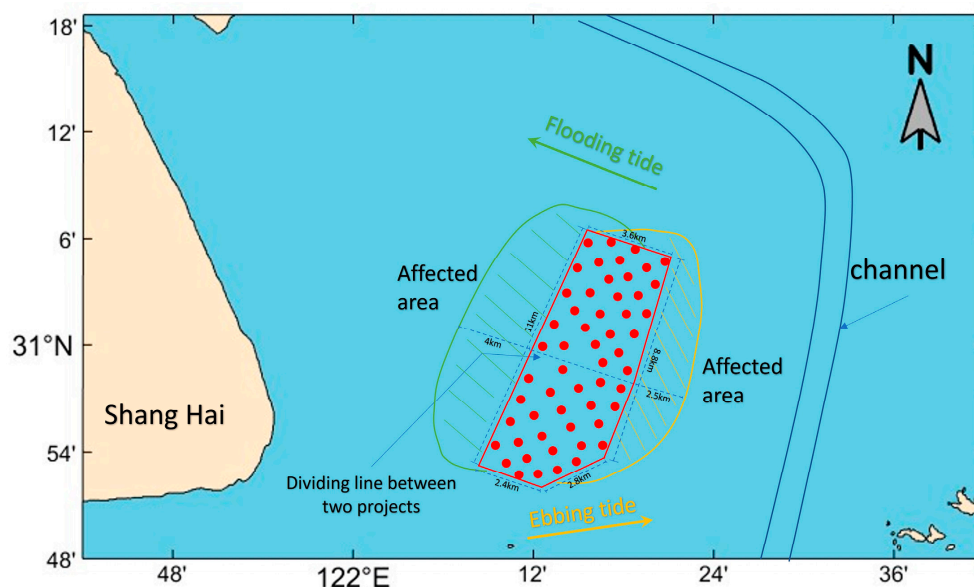 18'
12'
6'
31°N
54'
48'
48'
122°E
12'
24'
36'
N
Flooding tide
3.6km
Affected
area
channel
11km
4km
8.8km
Affected
area
2.5km
Shang Hai
Dividing line between
two projects
2.4km
2.8km
Ebbing tide